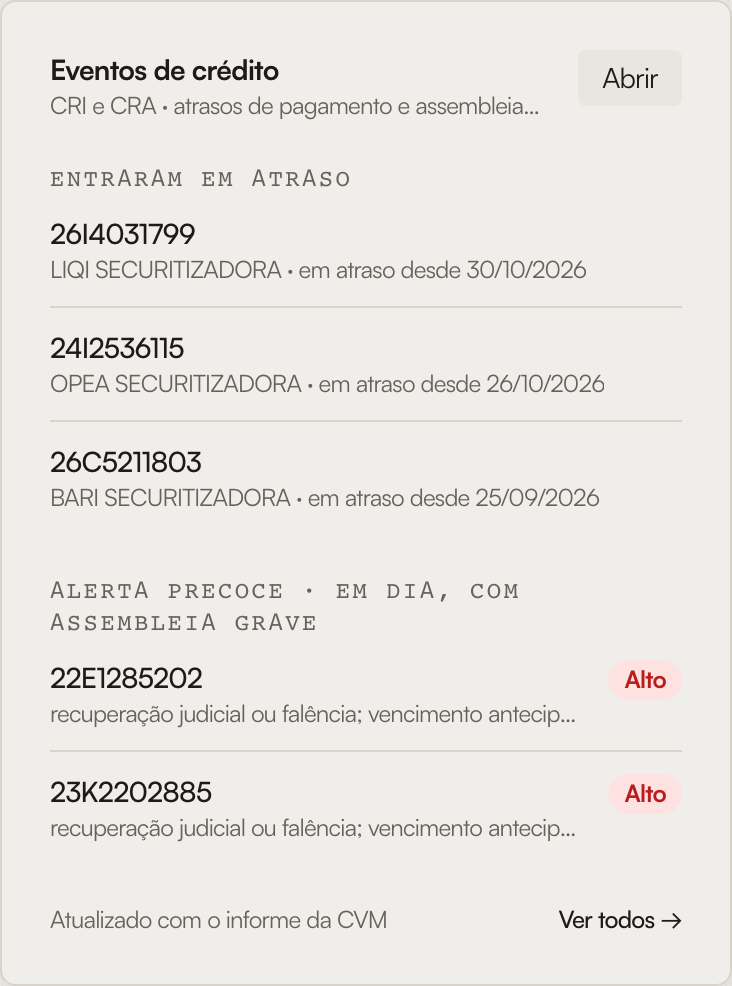 Eventos de crédito
Abrir
CRI e CRA · atrasos de pagamento e assembleia...
ENTRARAM EM ATRASO
26I4031799
LIQI SECURITIZADORA · em atraso desde 30/10/2026
24I2536115
OPEA SECURITIZADORA · em atraso desde 26/10/2026
26C5211803
BARI SECURITIZADORA · em atraso desde 25/09/2026
ALERTA PRECOCE · EM DIA, COM
ASSEMBLEIA GRAVE
22E1285202
Alto
recuperação judicial ou falência; vencimento antecip...
23K2202885
Alto
recuperação judicial ou falência; vencimento antecip...
Atualizado com o informe da CVM
Ver todos →